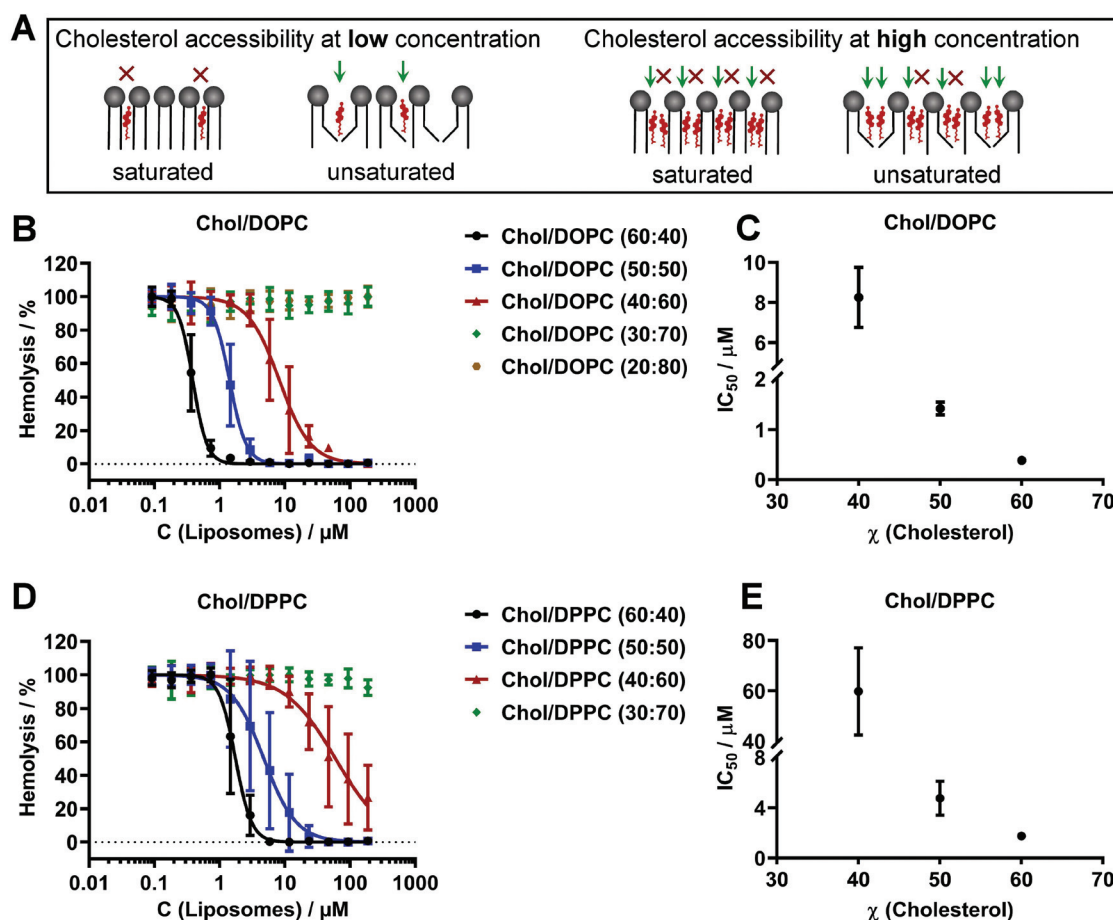 A
Cholesterol accessibility at low concentration
Cholesterol accessibility at high concentration
saturated
unsaturated
saturated
unsaturated
B
Chol/DOPC
120
100
80
60
40
20
0
Hemolysis / %
0.01 0.1 1 10 100 1000
C (Liposomes) / µM
Chol/DOPC (60:40)
Chol/DOPC (50:50)
Chol/DOPC (40:60)
Chol/DOPC (30:70)
Chol/DOPC (20:80)
C
Chol/DOPC
10
8
6
4
2
1
0
IC50 / µM
30 40 50 60 70
χ (Cholesterol)
D
Chol/DPPC
120
100
80
60
40
20
0
Hemolysis / %
0.01 0.1 1 10 100 1000
C (Liposomes) / µM
Chol/DPPC (60:40)
Chol/DPPC (50:50)
Chol/DPPC (40:60)
Chol/DPPC (30:70)
E
Chol/DPPC
80
60
40
8
4
0
IC50 / µM
30 40 50 60 70
χ (Cholesterol)